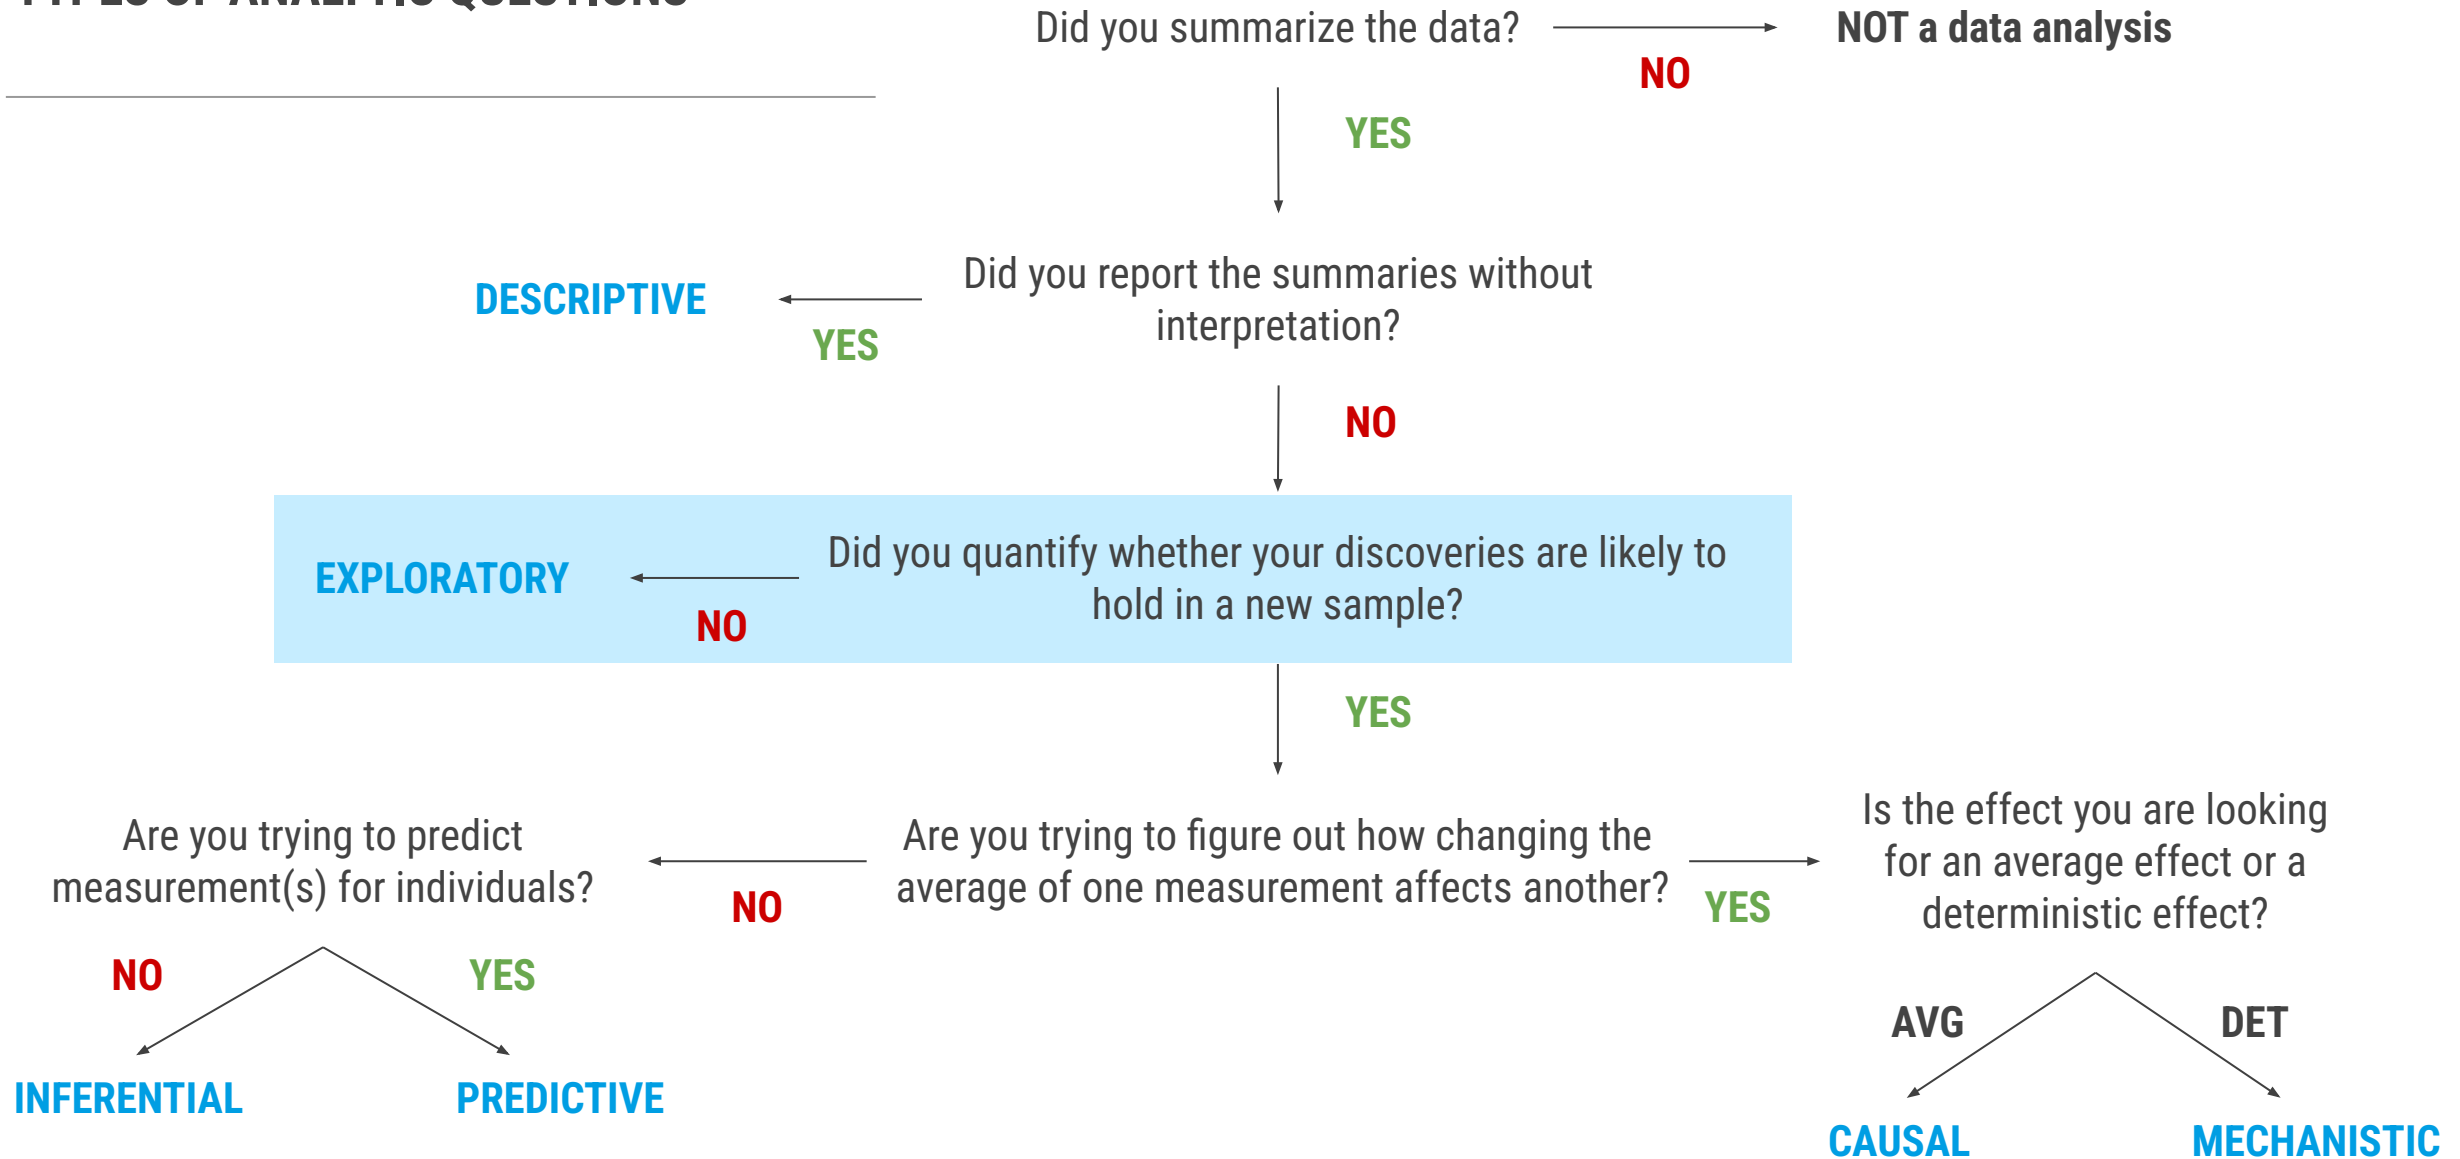 TYPES OF ANALYTIC QUESTIONS
Did you summarize the data?
NOT a data analysis
NO
YES
Did you report the summaries without
interpretation?
DESCRIPTIVE
YES
NO
Did you quantify whether your discoveries are likely to
hold in a new sample?
EXPLORATORY
NO
YES
Are you trying to predict
measurement(s) for individuals?
Are you trying to figure out how changing the
average of one measurement affects another?
Is the effect you are looking
for an average effect or a
deterministic effect?
NO
YES
NO
YES
AVG
DET
INFERENTIAL
PREDICTIVE
CAUSAL
MECHANISTIC